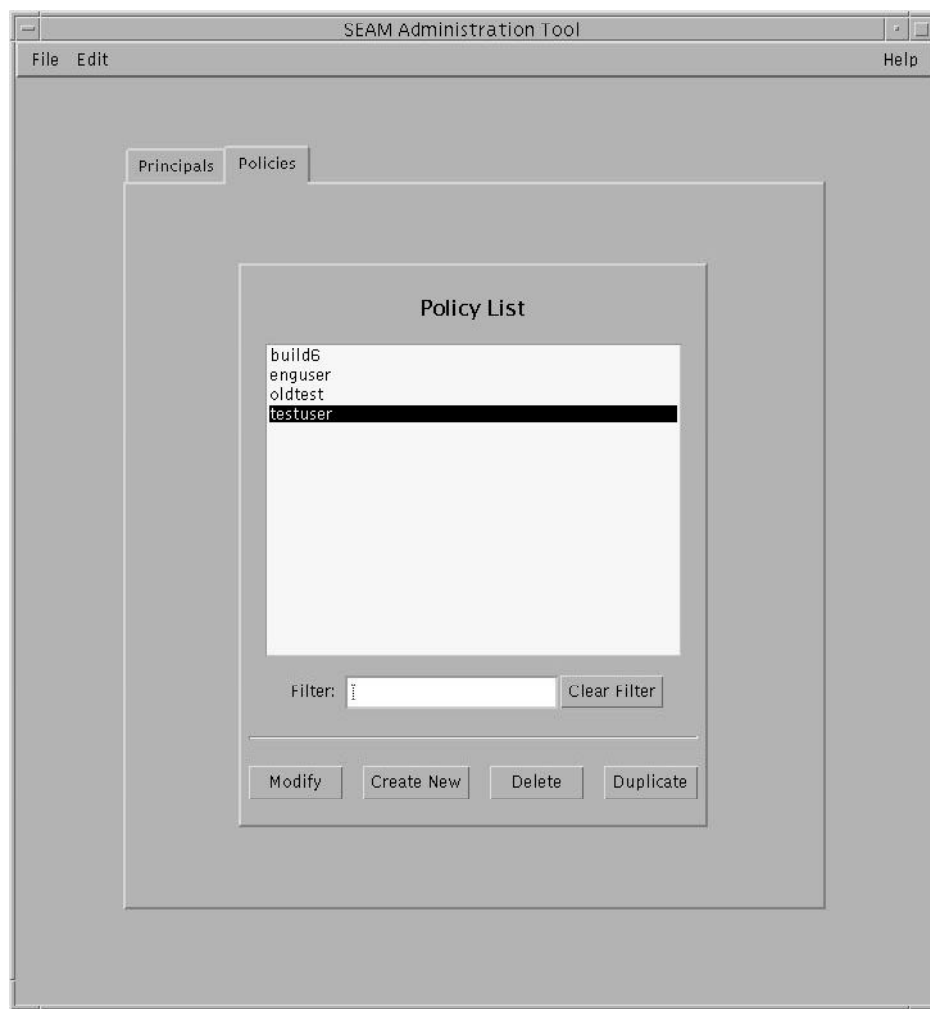 SEAM Administration Tool
File Edit Help
Principals Policies
Policy List
build6
enguser
oldtest
testuser
Filter: Clear Filter
Modify Create New Delete Duplicate